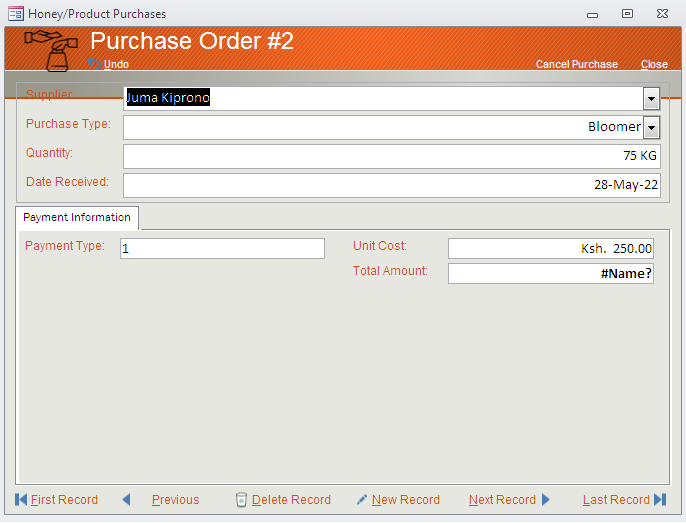 Honey/Product Purchases
Purchase Order #2
Undo
Cancel Purchase
Close
Supplier:
Juma Kiprono
Purchase Type:
Bloomer
Quantity:
75 KG
Date Received:
28-May-22
Payment Information
Payment Type:
1
Unit Cost:
Ksh. 250.00
Total Amount:
#Name?
First Record
Previous
Delete Record
New Record
Next Record
Last Record